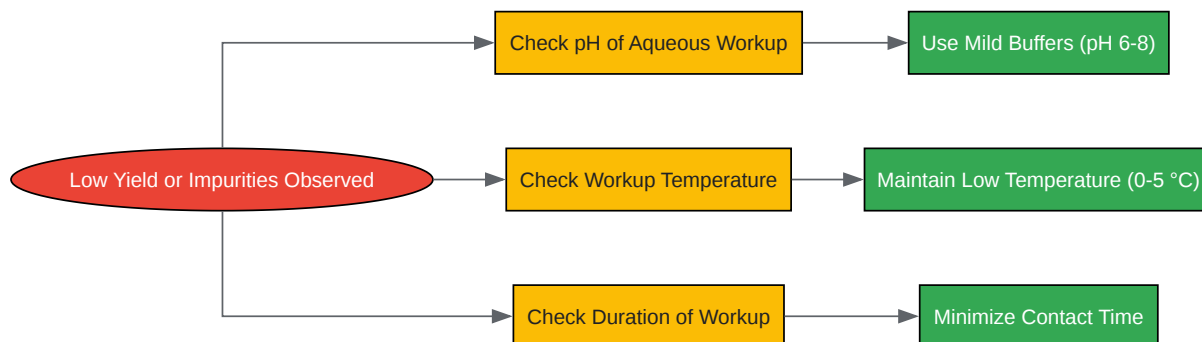 Check pH of Aqueous Workup
Use Mild Buffers (pH 6-8)
Low Yield or Impurities Observed
Check Workup Temperature
Maintain Low Temperature (0-5 °C)
Check Duration of Workup
Minimize Contact Time